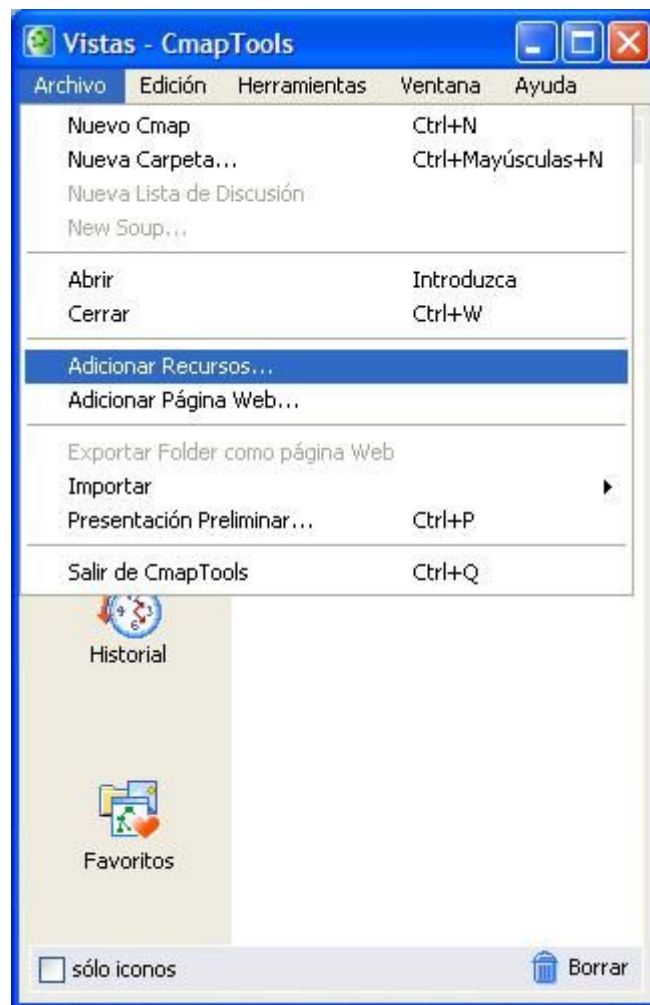 Vistas - CmapTools
Archivo Edición Herramientas Ventana Ayuda
Nuevo Cmap Ctrl+N
Nueva Carpeta... Ctrl+Mayúsculas+N
Nueva Lista de Discusión
New Soup...
Abrir Introduzca
Cerrar Ctrl+W
Adicionar Recursos...
Adicionar Página Web...
Exportar Folder como página Web
Importar
Presentación Preliminar... Ctrl+P
Salir de CmapTools Ctrl+Q
Historial
Favoritos
sólo iconos Borrar